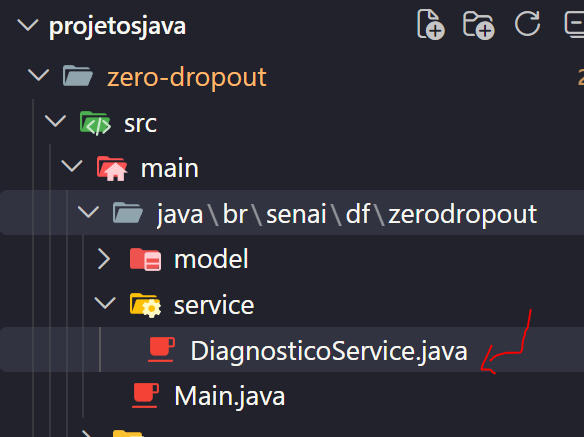 projetosjava
zero-dropout
src
main
java\br\senai\df\zerodropout
model
service
DiagnosticoService.java
Main.java